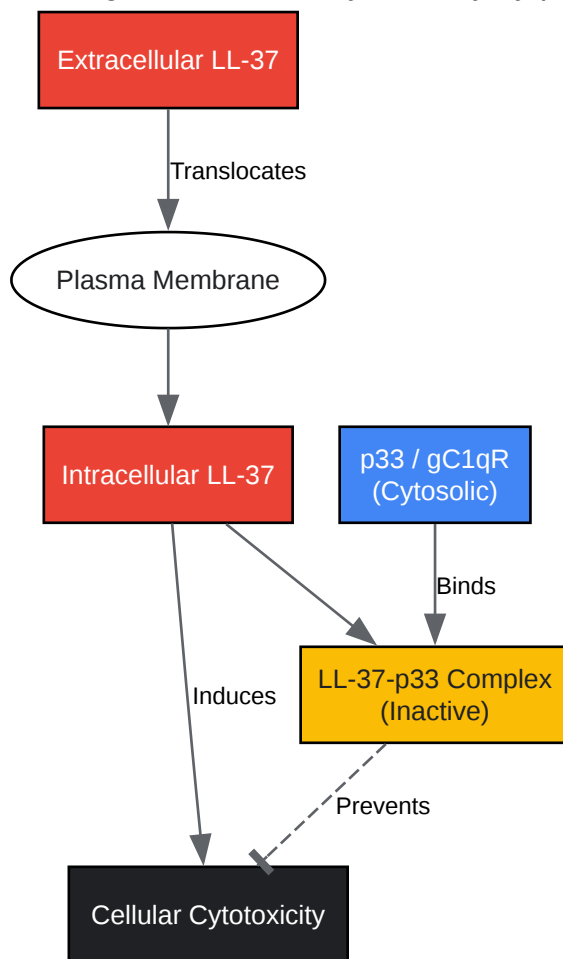 Extracellular LL-37
Translocates
Plasma Membrane
Intracellular LL-37
p33 / gC1qR
(Cytosolic)
Binds
LL-37-p33 Complex
(Inactive)
Induces
Prevents
Cellular Cytotoxicity